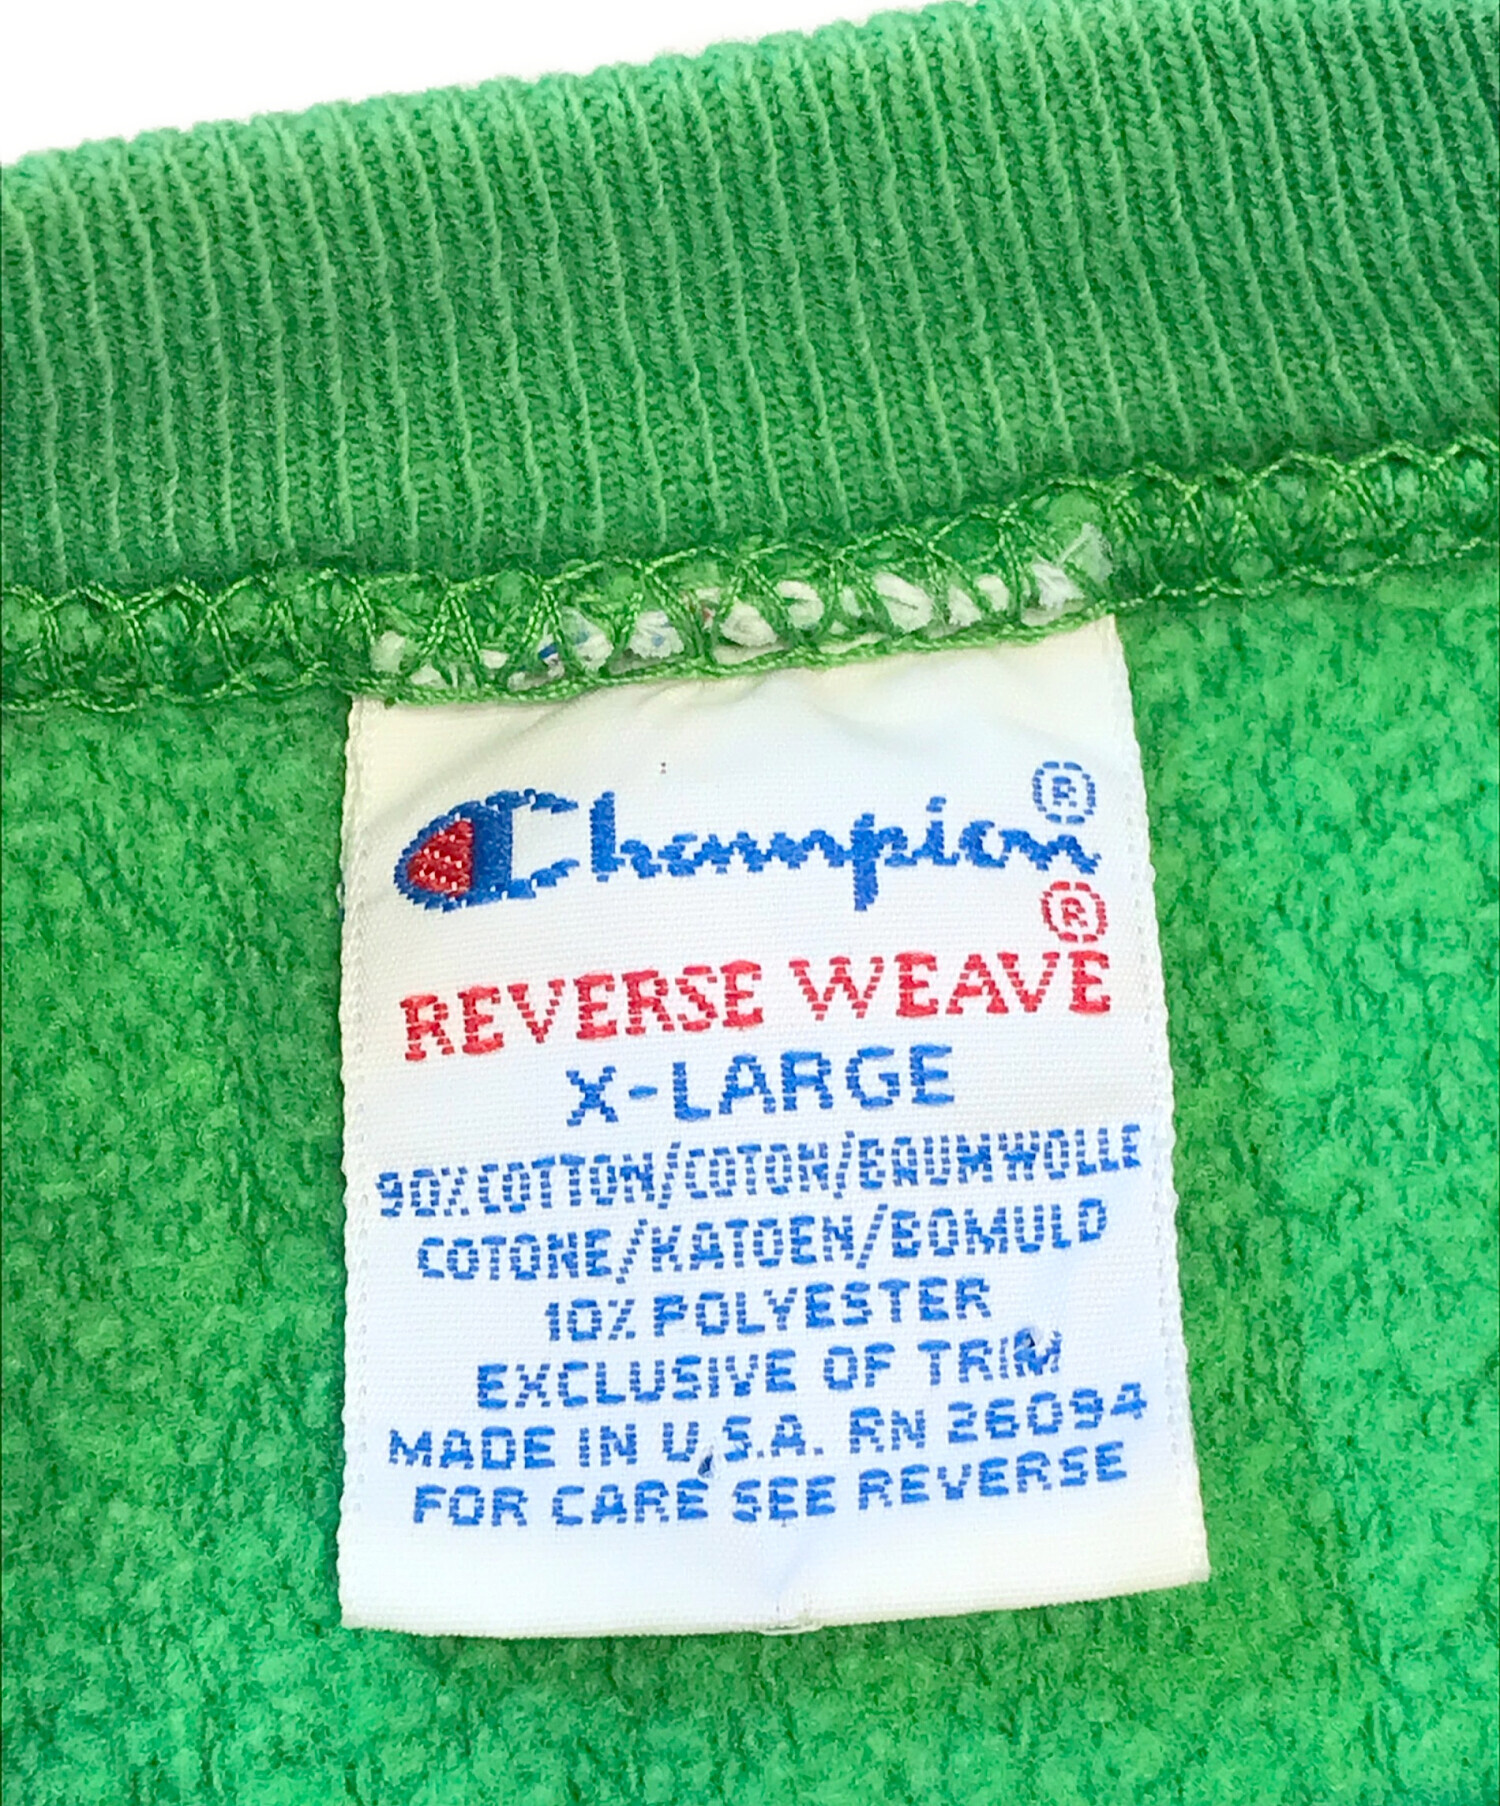 Champion®
REVERSE WEAVE®
X-LARGE
90% COTTON/COTON/BAUMWOLLE
COTONE/KATOEN/BOMULD
10% POLYESTER
EXCLUSIVE OF TRIM
MADE IN U.S.A. RN 26094
FOR CARE SEE REVERSE